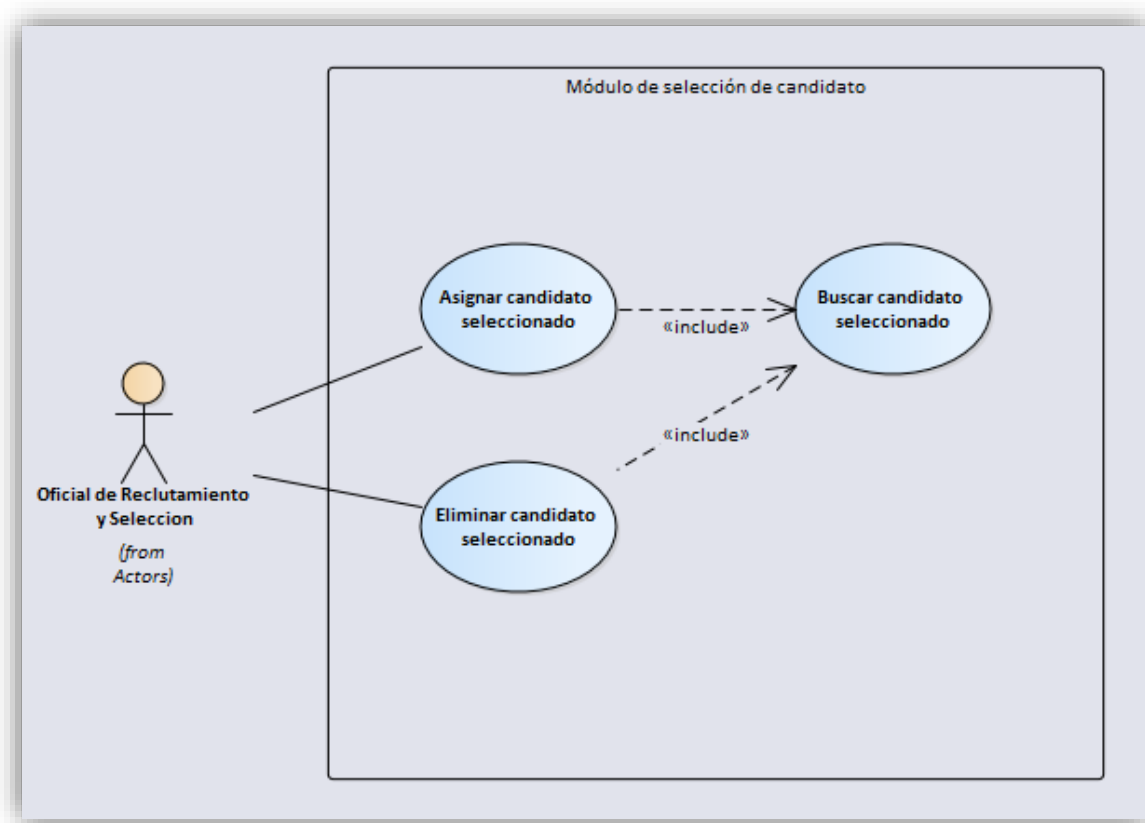 Módulo de selección de candidato
Asignar candidato
seleccionado
«include»
Buscar candidato
seleccionado
«include»
Oficial de Reclutamiento
y Seleccion
(from
Actors)
Eliminar candidato
seleccionado